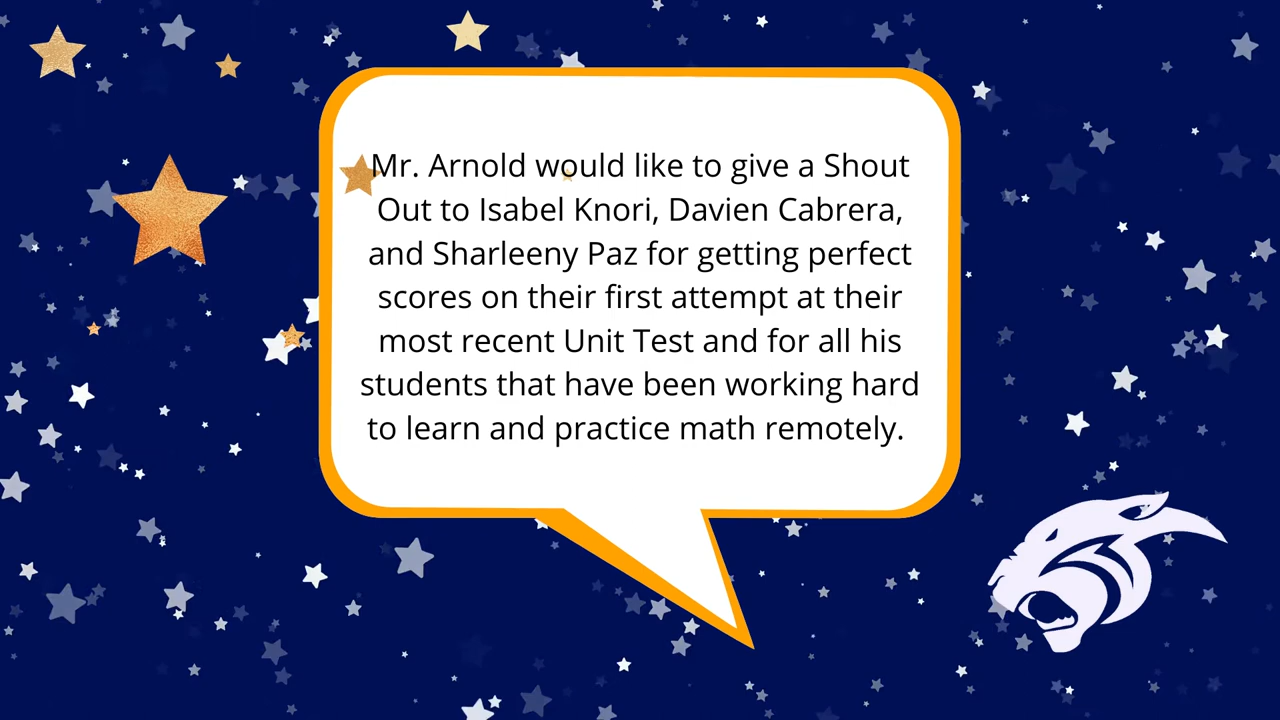 Mr. Arnold would like to give a Shout
Out to Isabel Knori, Davien Cabrera,
and Sharleeny Paz for getting perfect
scores on their first attempt at their
most recent Unit Test and for all his
students that have been working hard
to learn and practice math remotely.